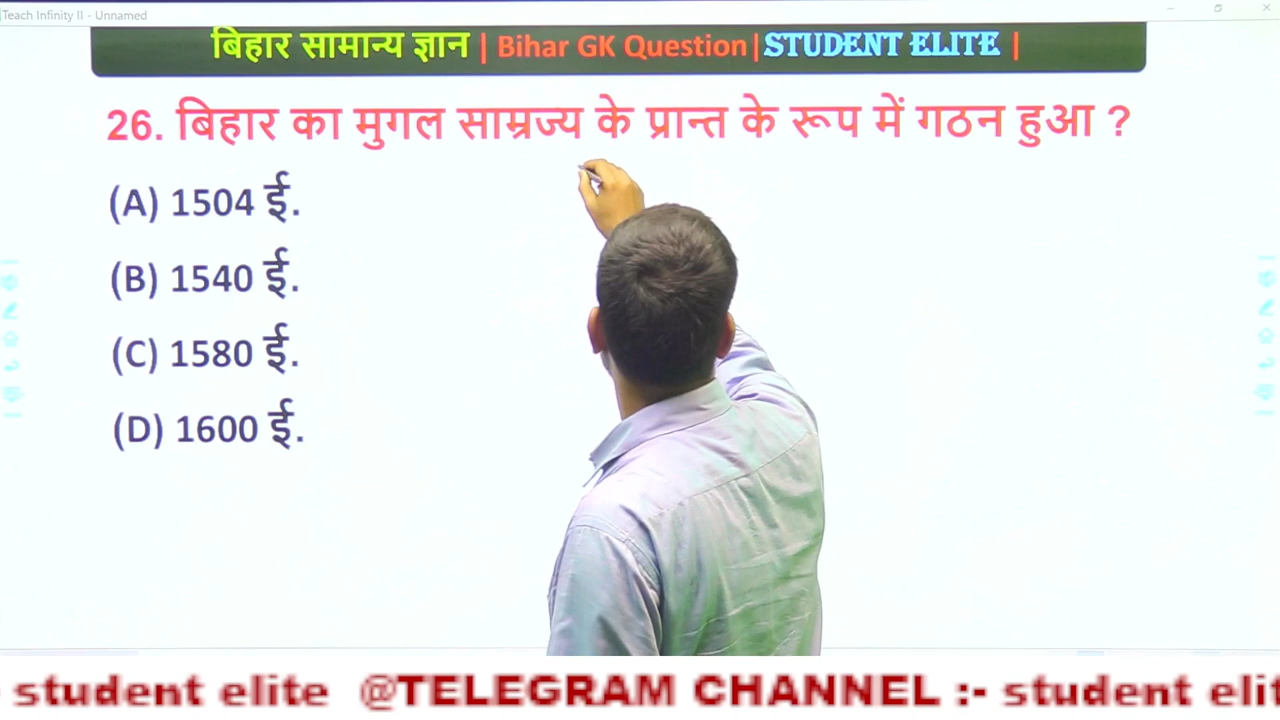 Teach Infinity II - Unnamed
बिहार सामान्य ज्ञान | Bihar GK Question|STUDENT ELITE |
26. बिहार का मुगल साम्रज्य के प्रान्त के रूप में गठन हुआ ?
(A) 1504 ई.
(B) 1540 ई.
(C) 1580 ई.
(D) 1600 ई.
student elite @TELEGRAM CHANNEL :- student elit